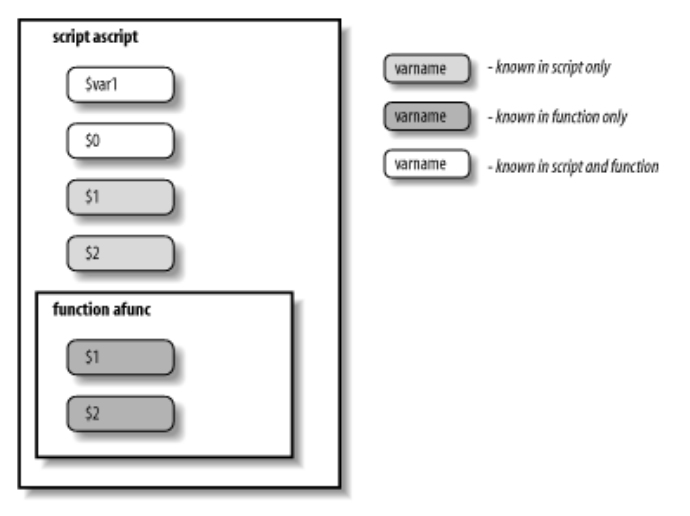 script ascript
$var1
$0
$1
$2
function afunc
$1
$2
varname - known in script only
varname - known in function only
varname - known in script and function